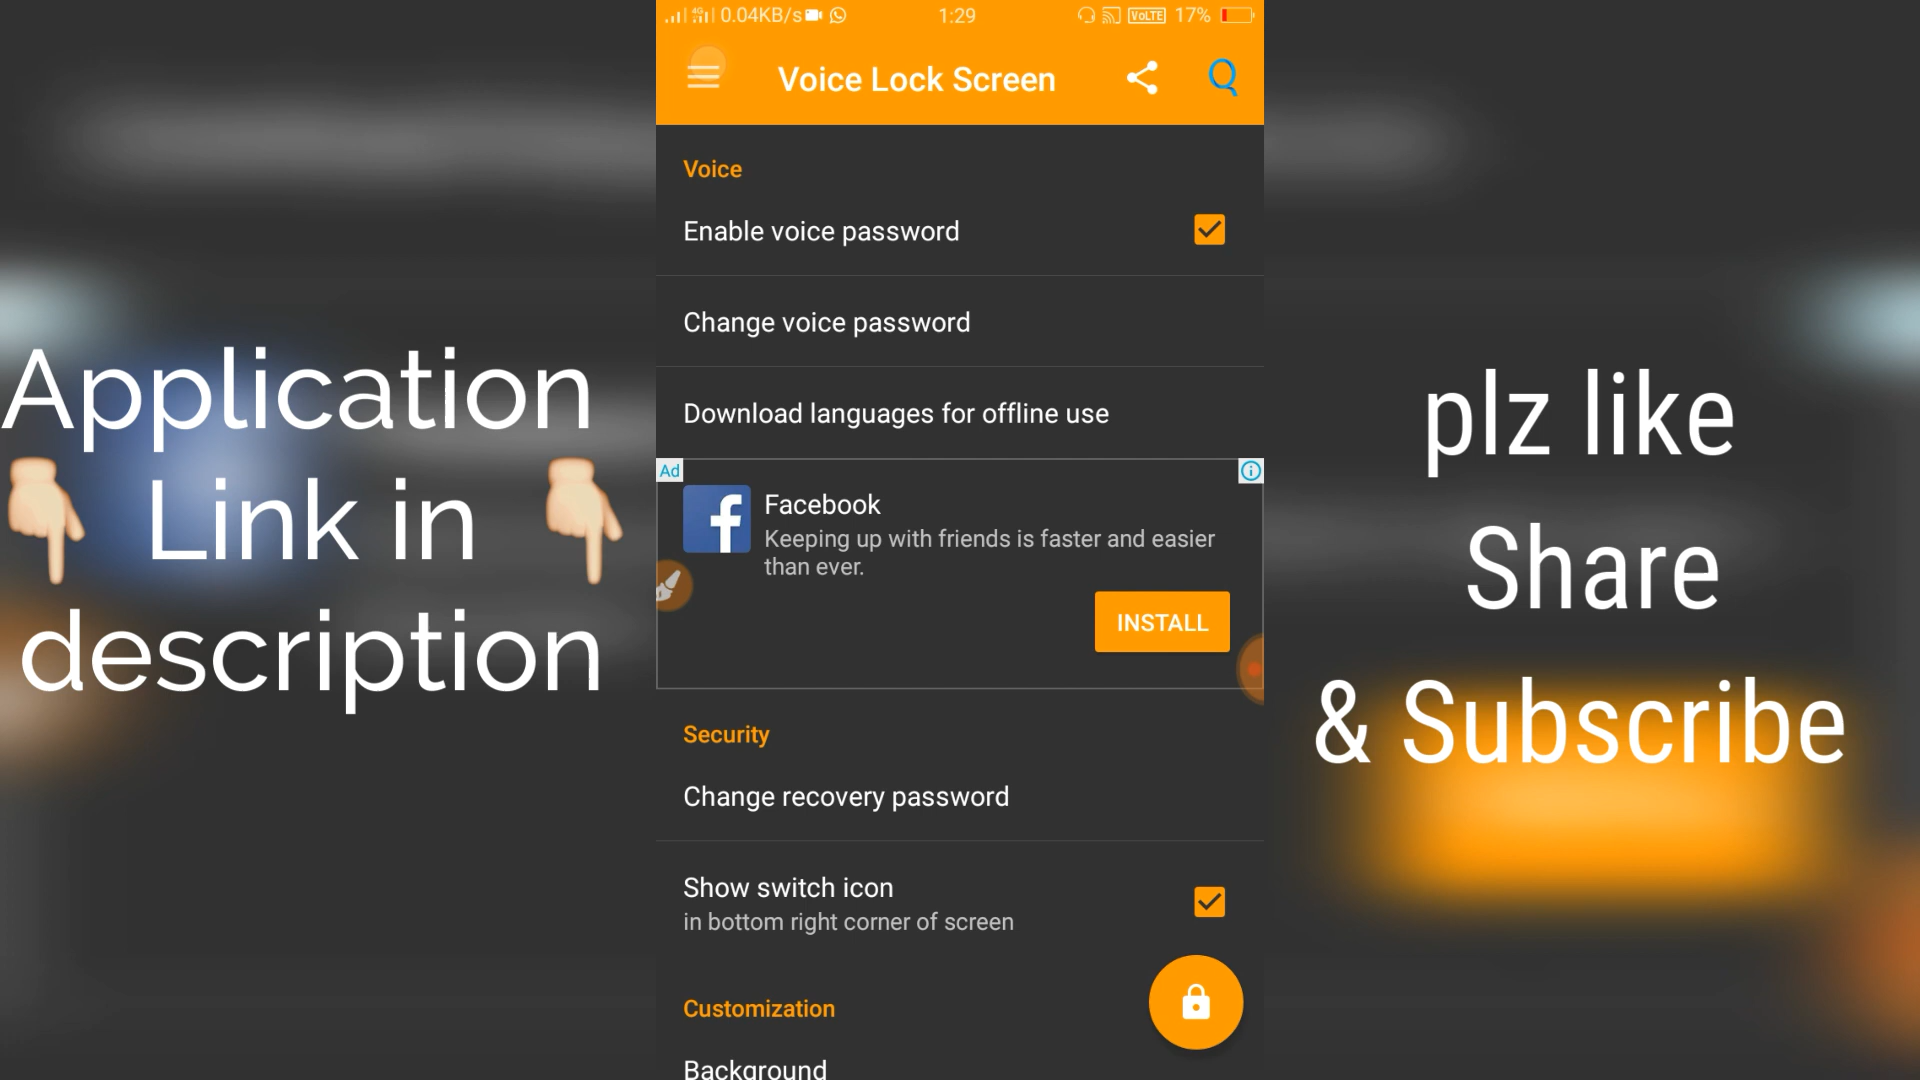 0.04KB/s 1:29 VoLTE 17%
Voice Lock Screen
Voice
Enable voice password
Change voice password
Download languages for offline use
Ad
Facebook
Keeping up with friends is faster and easier
than ever.
INSTALL
Security
Change recovery password
Show switch icon
in bottom right corner of screen
Customization
Background
Application
Link in
description
plz like
Share
& Subscribe